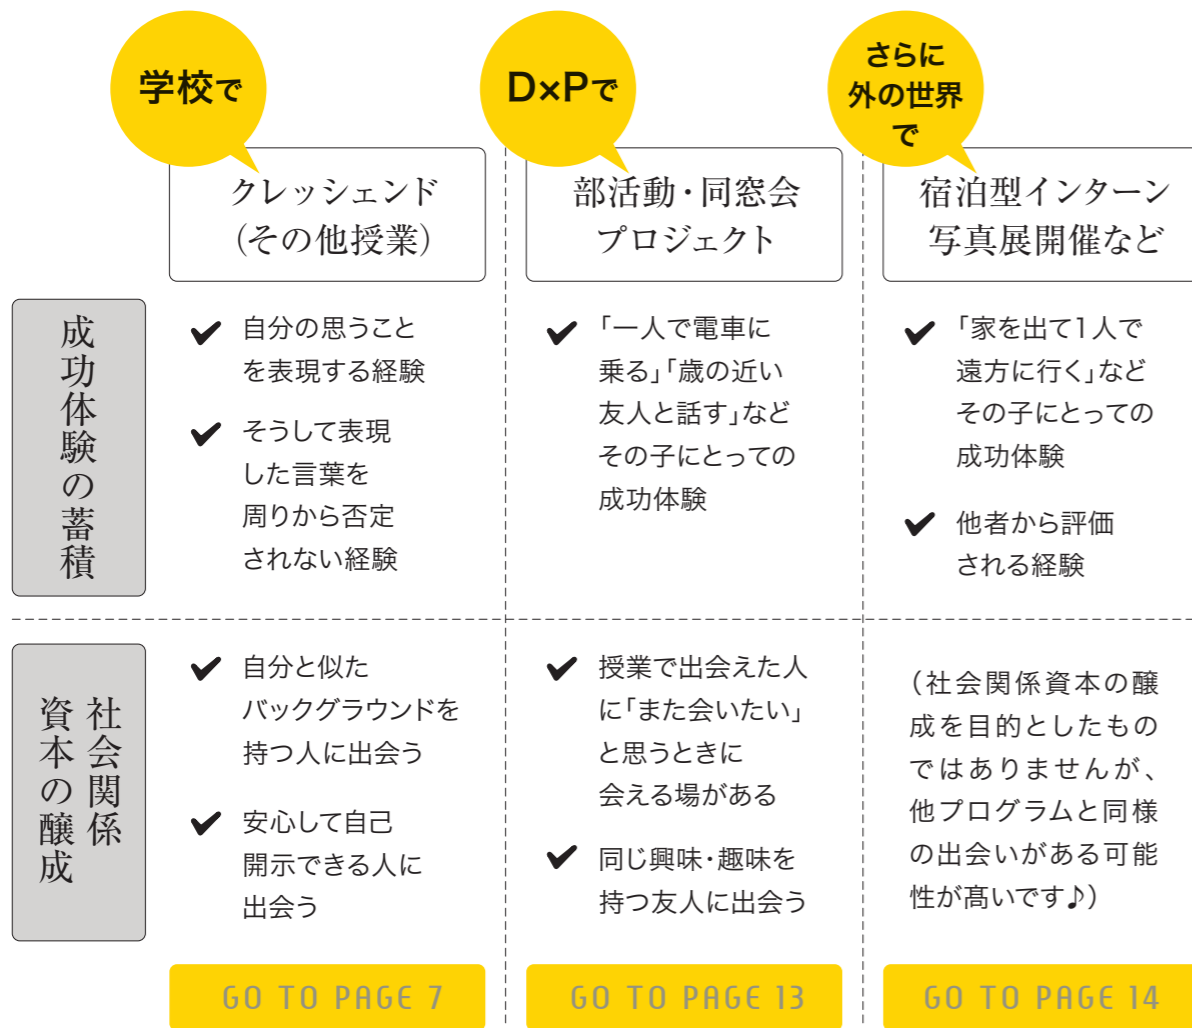 学校で
D×Pで
さらに
外の世界
で
クレッシェンド
(その他授業)
部活動・同窓会
プロジェクト
宿泊型インターン
写真展開催など
成功体験の蓄積
自分の思うこと
を表現する経験
そうして表現
した言葉を
周りから否定
されない経験
「一人で電車に
乗る」「歳の近い
友人と話す」など
その子にとっての
成功体験
「家を出て1人で
遠方に行く」など
その子にとっての
成功体験
他者から評価
される経験
社会関係
資本の醸成
自分と似た
バックグラウンドを
持つ人に出会う
安心して自己
開示できる人に
出会う
授業で出会えた人
に「また会いたい」
と思うときに
会える場がある
同じ興味・趣味を
持つ友人に出会う
(社会関係資本の醸
成を目的としたもの
ではありませんが、
他プログラムと同様
の出会いがある可能
性が髙いです♪)
GO TO PAGE 7
GO TO PAGE 13
GO TO PAGE 14